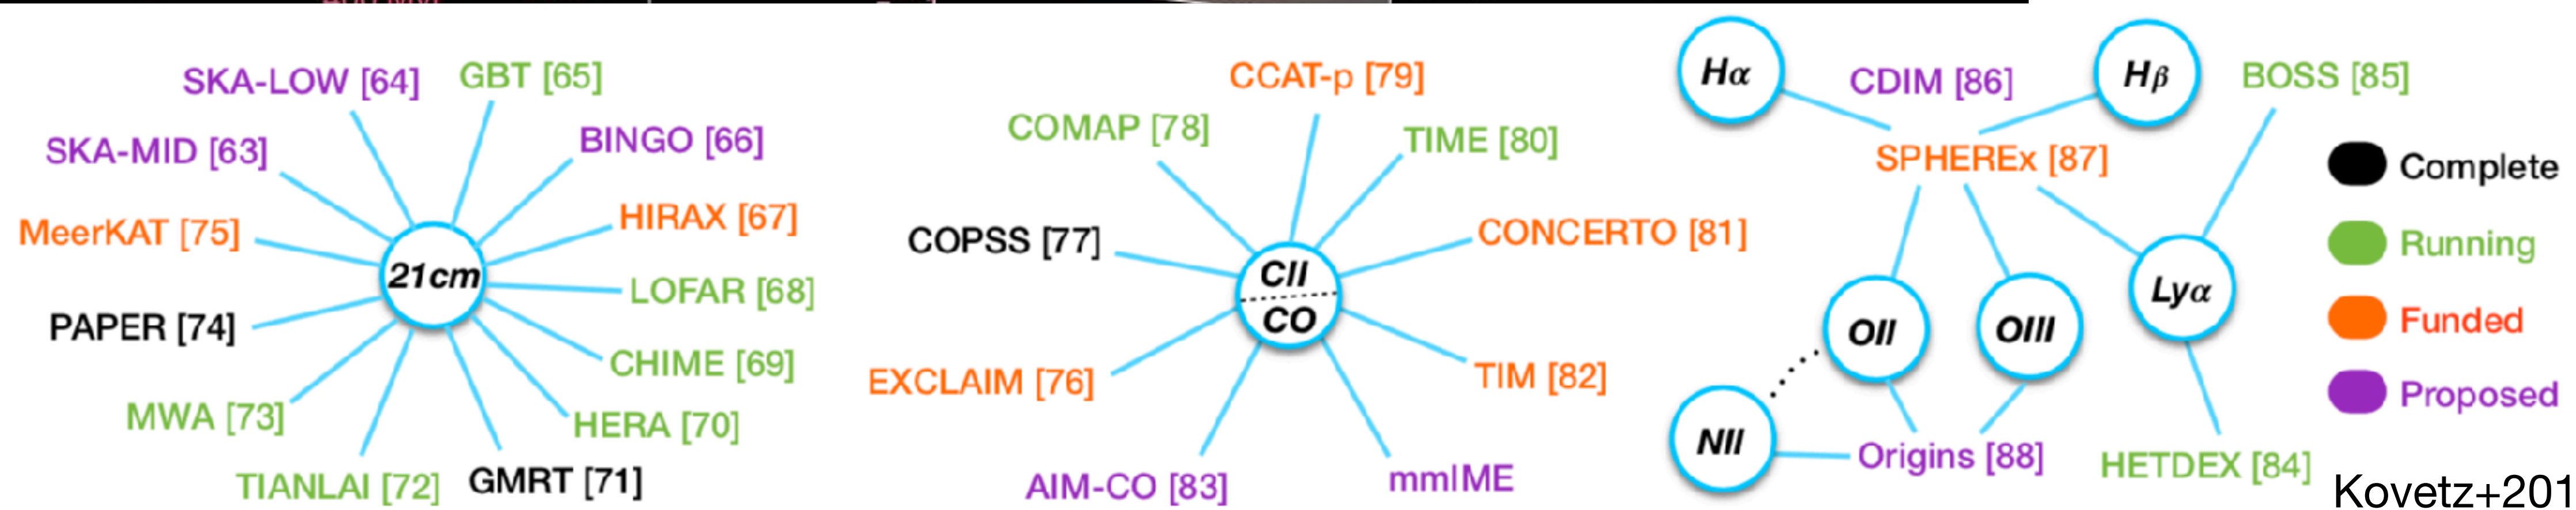 SKA-LOW [64]
GBT [65]
SKA-MID [63]
BINGO [66]
MeerKAT [75]
HIRAX [67]
21cm
PAPER [74]
LOFAR [68]
MWA [73]
CHIME [69]
TIANLAI [72]
GMRT [71]
HERA [70]
CCAT-p [79]
COMAP [78]
TIME [80]
COPSS [77]
CONCERTO [81]
CII
CO
EXCLAIM [76]
TIM [82]
AIM-CO [83]
mmIME
Hα
CDIM [86]
Hβ
BOSS [85]
SPHEREx [87]
OII
OIII
Lyα
NII
Origins [88]
HETDEX [84]
Complete
Running
Funded
Proposed
Kovetz+201